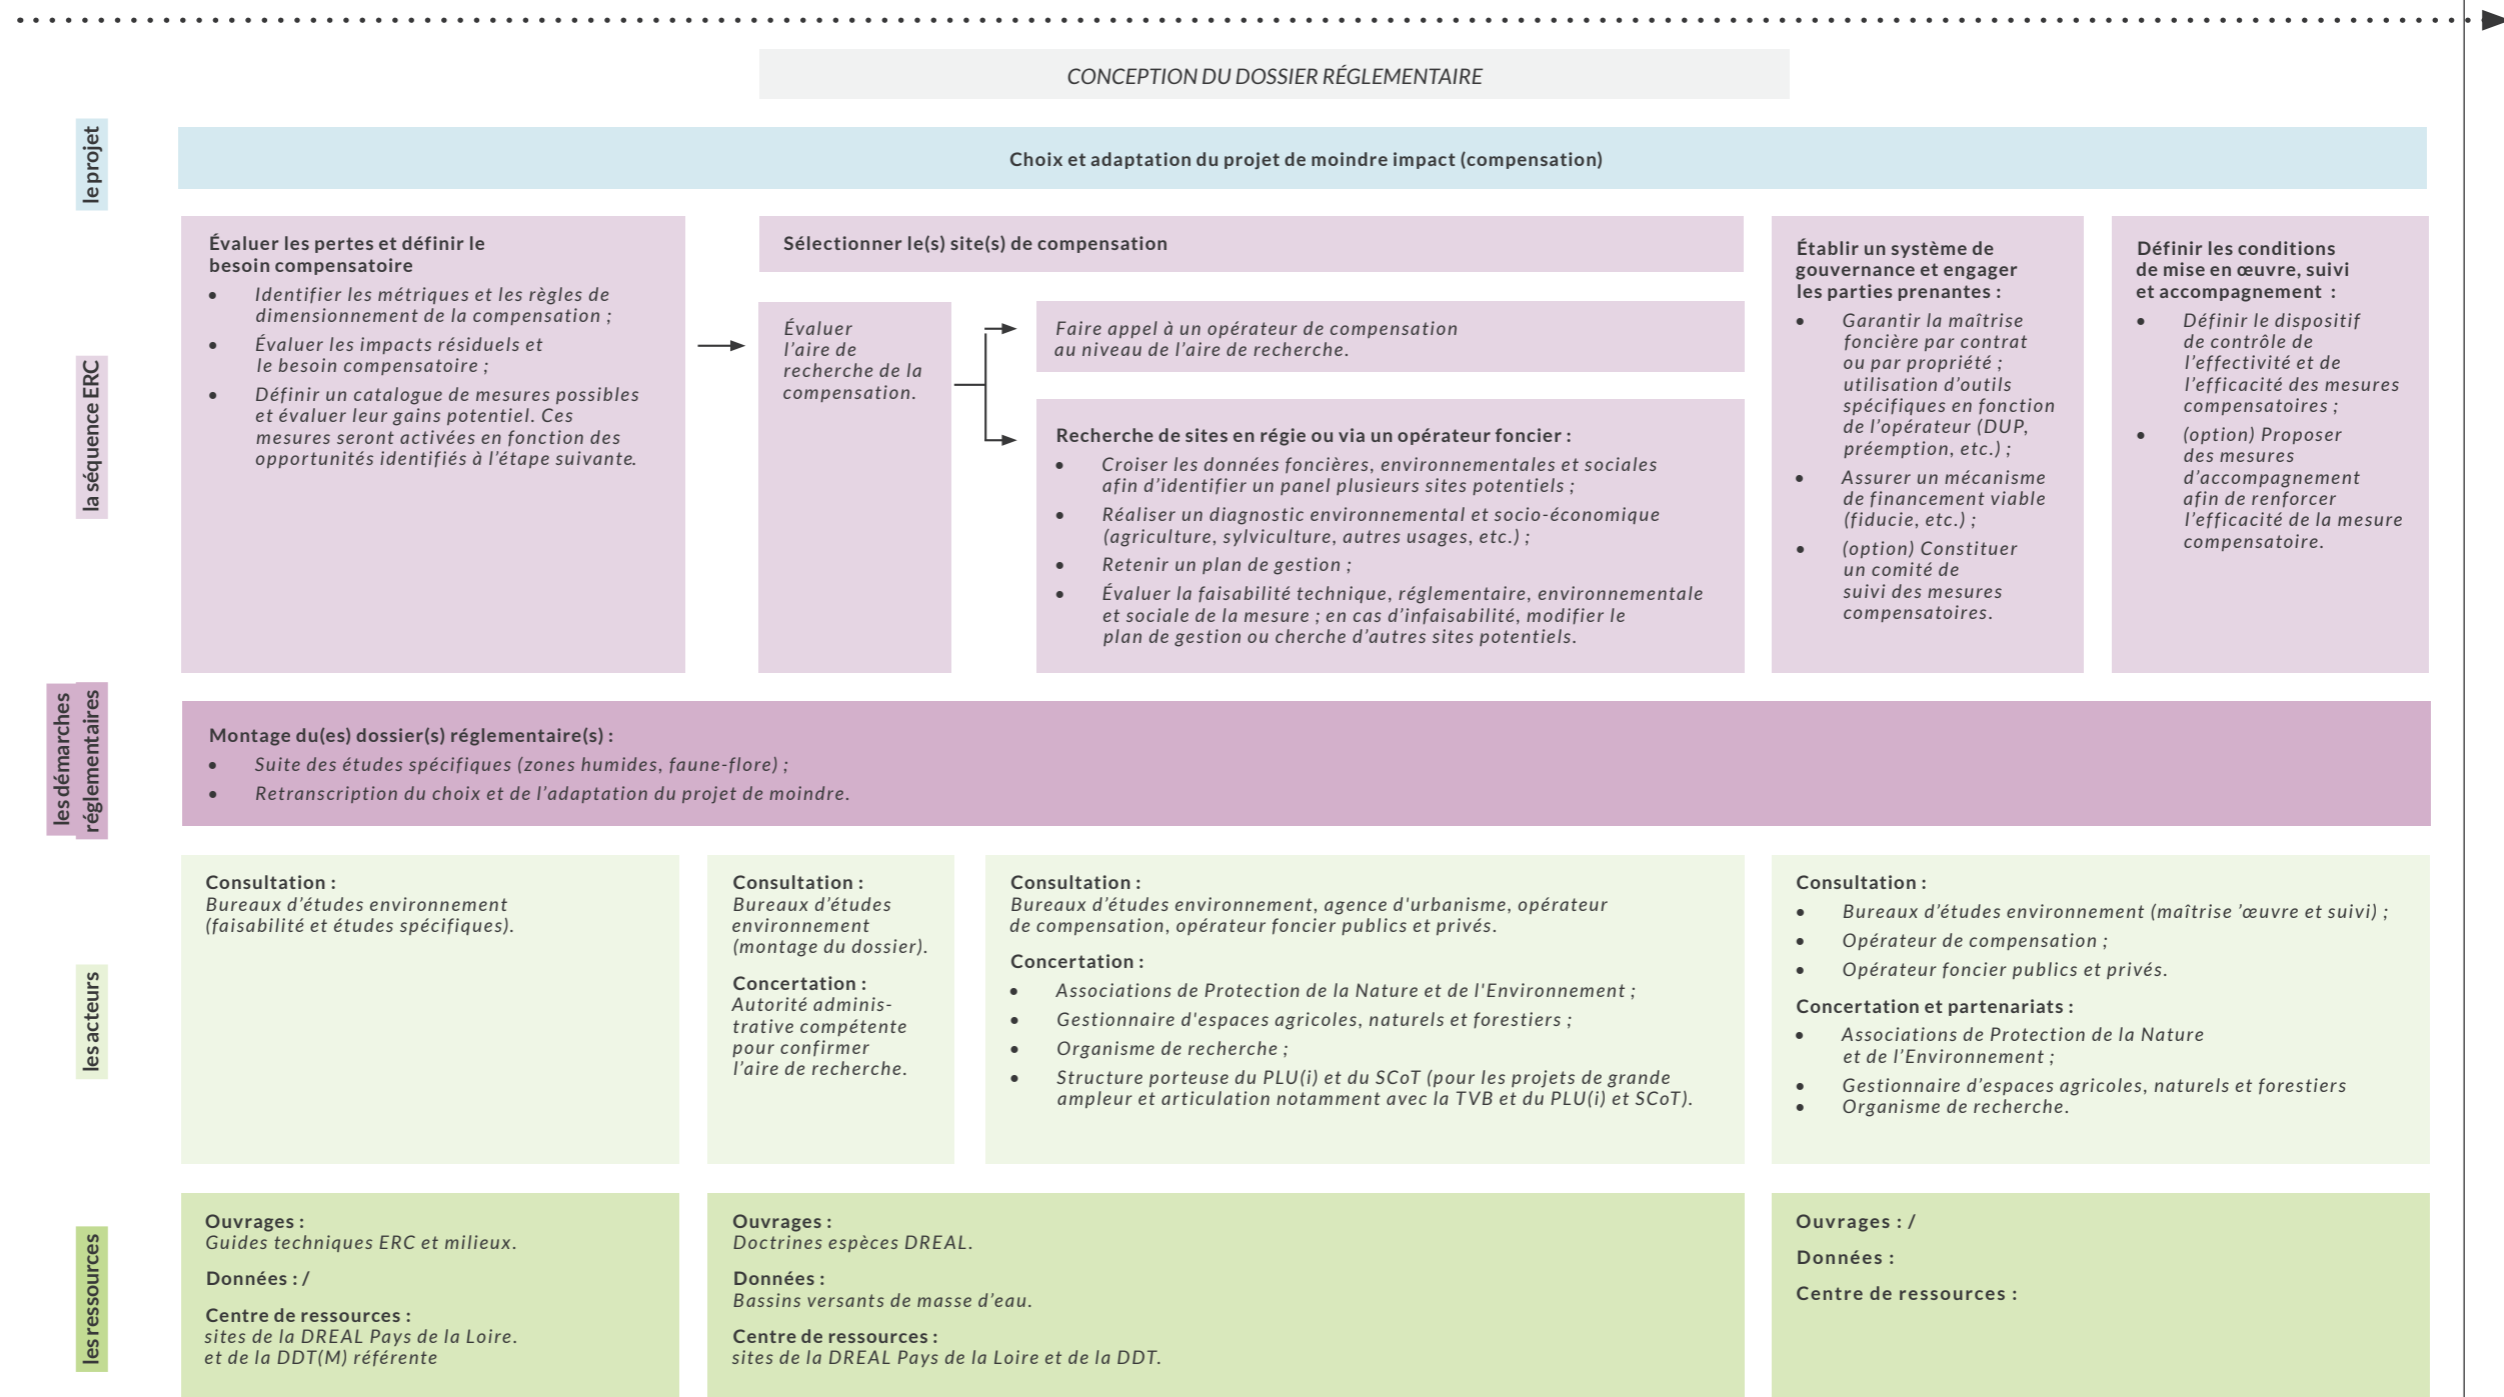 CONCEPTION DU DOSSIER RÉGLEMENTAIRE
le projet
Choix et adaptation du projet de moindre impact (compensation)
la séquence ERC
Évaluer les pertes et définir le
besoin compensatoire
• Identifier les métriques et les règles de
dimensionnement de la compensation ;
• Évaluer les impacts résiduels et
le besoin compensatoire ;
• Définir un catalogue de mesures possibles
et évaluer leur gains potentiel. Ces
mesures seront activées en fonction des
opportunités identifiés à l’étape suivante.
Sélectionner le(s) site(s) de compensation
Évaluer
l’aire de
recherche de la
compensation.
Faire appel à un opérateur de compensation
au niveau de l’aire de recherche.
Recherche de sites en régie ou via un opérateur foncier :
• Croiser les données foncières, environnementales et sociales
afin d’identifier un panel plusieurs sites potentiels ;
• Réaliser un diagnostic environnemental et socio-économique
(agriculture, sylviculture, autres usages, etc.) ;
• Retenir un plan de gestion ;
• Évaluer la faisabilité technique, réglementaire, environnementale
et sociale de la mesure ; en cas d’infaisabilité, modifier le
plan de gestion ou cherche d’autres sites potentiels.
Établir un système de
gouvernance et engager
les parties prenantes :
• Garantir la maîtrise
foncière par contrat
ou par propriété ;
utilisation d’outils
spécifiques en fonction
de l’opérateur (DUP,
préemption, etc.) ;
• Assurer un mécanisme
de financement viable
(fiducie, etc.) ;
• (option) Constituer
un comité de
suivi des mesures
compensatoires.
Définir les conditions
de mise en œuvre, suivi
et accompagnement :
• Définir le dispositif
de contrôle de
l’effectivité et de
l’efficacité des mesures
compensatoires ;
• (option) Proposer
des mesures
d’accompagnement
afin de renforcer
l’efficacité de la mesure
compensatoire.
les démarches
réglementaires
Montage du(es) dossier(s) réglementaire(s) :
• Suite des études spécifiques (zones humides, faune-flore) ;
• Retranscription du choix et de l’adaptation du projet de moindre.
les acteurs
Consultation :
Bureaux d’études environnement
(faisabilité et études spécifiques).
Consultation :
Bureaux d’études
environnement
(montage du dossier).
Concertation :
Autorité adminis-
trative compétente
pour confirmer
l’aire de recherche.
Consultation :
Bureaux d’études environnement, agence d'urbanisme, opérateur
de compensation, opérateur foncier publics et privés.
Concertation :
• Associations de Protection de la Nature et de l'Environnement ;
• Gestionnaire d'espaces agricoles, naturels et forestiers ;
• Organisme de recherche ;
• Structure porteuse du PLU(i) et du SCoT (pour les projets de grande
ampleur et articulation notamment avec la TVB et du PLU(i) et SCoT).
Consultation :
• Bureaux d’études environnement (maîtrise ’œuvre et suivi) ;
• Opérateur de compensation ;
• Opérateur foncier publics et privés.
Concertation et partenariats :
• Associations de Protection de la Nature
et de l’Environnement ;
• Gestionnaire d’espaces agricoles, naturels et forestiers
• Organisme de recherche.
les ressources
Ouvrages :
Guides techniques ERC et milieux.
Données : /
Centre de ressources :
sites de la DREAL Pays de la Loire.
et de la DDT(M) référente
Ouvrages :
Doctrines espèces DREAL.
Données :
Bassins versants de masse d’eau.
Centre de ressources :
sites de la DREAL Pays de la Loire et de la DDT.
Ouvrages : /
Données :
Centre de ressources :